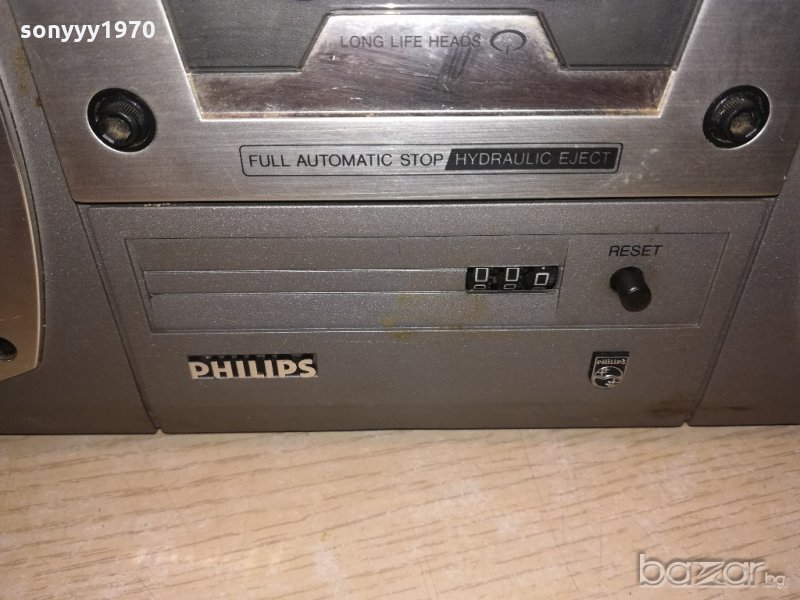 sonyyy1970
LONG LIFE HEADS
FULL AUTOMATIC STOP HYDRAULIC EJECT
RESET
000
PHILIPS
PHILIPS
bazar.bg